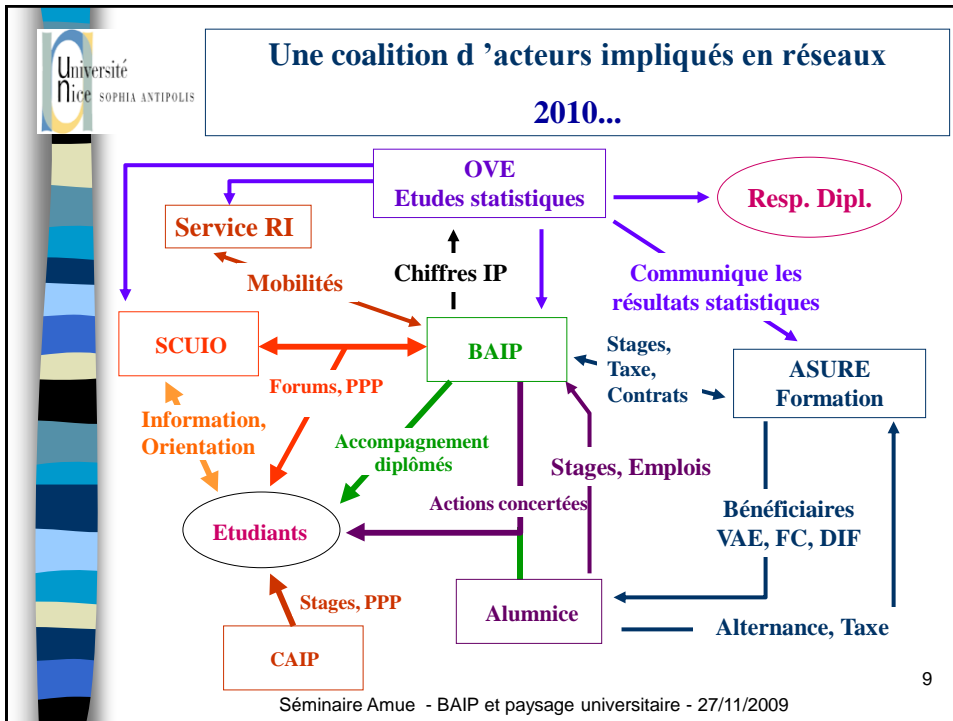 Université
Nice SOPHIA ANTIPOLIS
Une coalition d ’acteurs impliqués en réseaux
2010...
OVE
Etudes statistiques
Resp. Dipl.
Service RI
Chiffres IP
Communique les
résultats statistiques
Mobilités
SCUIO
BAIP
Stages,
Taxe,
Contrats
ASURE
Formation
Forums, PPP
Information,
Orientation
Accompagnement
diplômés
Stages, Emplois
Actions concertées
Bénéficiaires
VAE, FC, DIF
Etudiants
Stages, PPP
Alumnice
Alternance, Taxe
CAIP
9
Séminaire Amue - BAIP et paysage universitaire - 27/11/2009